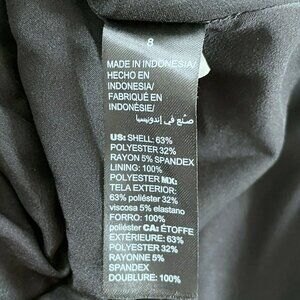 8
MADE IN INDONESIA/
HECHO EN
INDONESIA/
FABRIQUÉ EN
INDONÉSIE/
صنع في إندونيسيا
US: SHELL: 63%
POLYESTER 32%
RAYON 5% SPANDEX
LINING: 100%
POLYESTER MX:
TELA EXTERIOR:
63% poliéster 32%
viscosa 5% elastano
FORRO: 100%
poliéster CA: ÉTOFFE
EXTÉRIEURE: 63%
POLYESTER 32%
RAYONNE 5%
SPANDEX
DOUBLURE: 100%